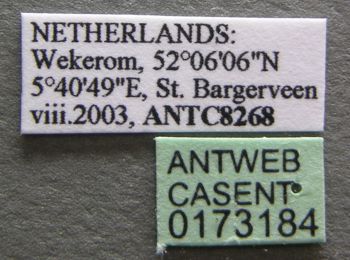 NETHERLANDS:
Wekerom, 52°06'06"N
5°40'49"E, St. Bargerveen
viii.2003, ANTC8268
ANTWEB
CASENT
0173184